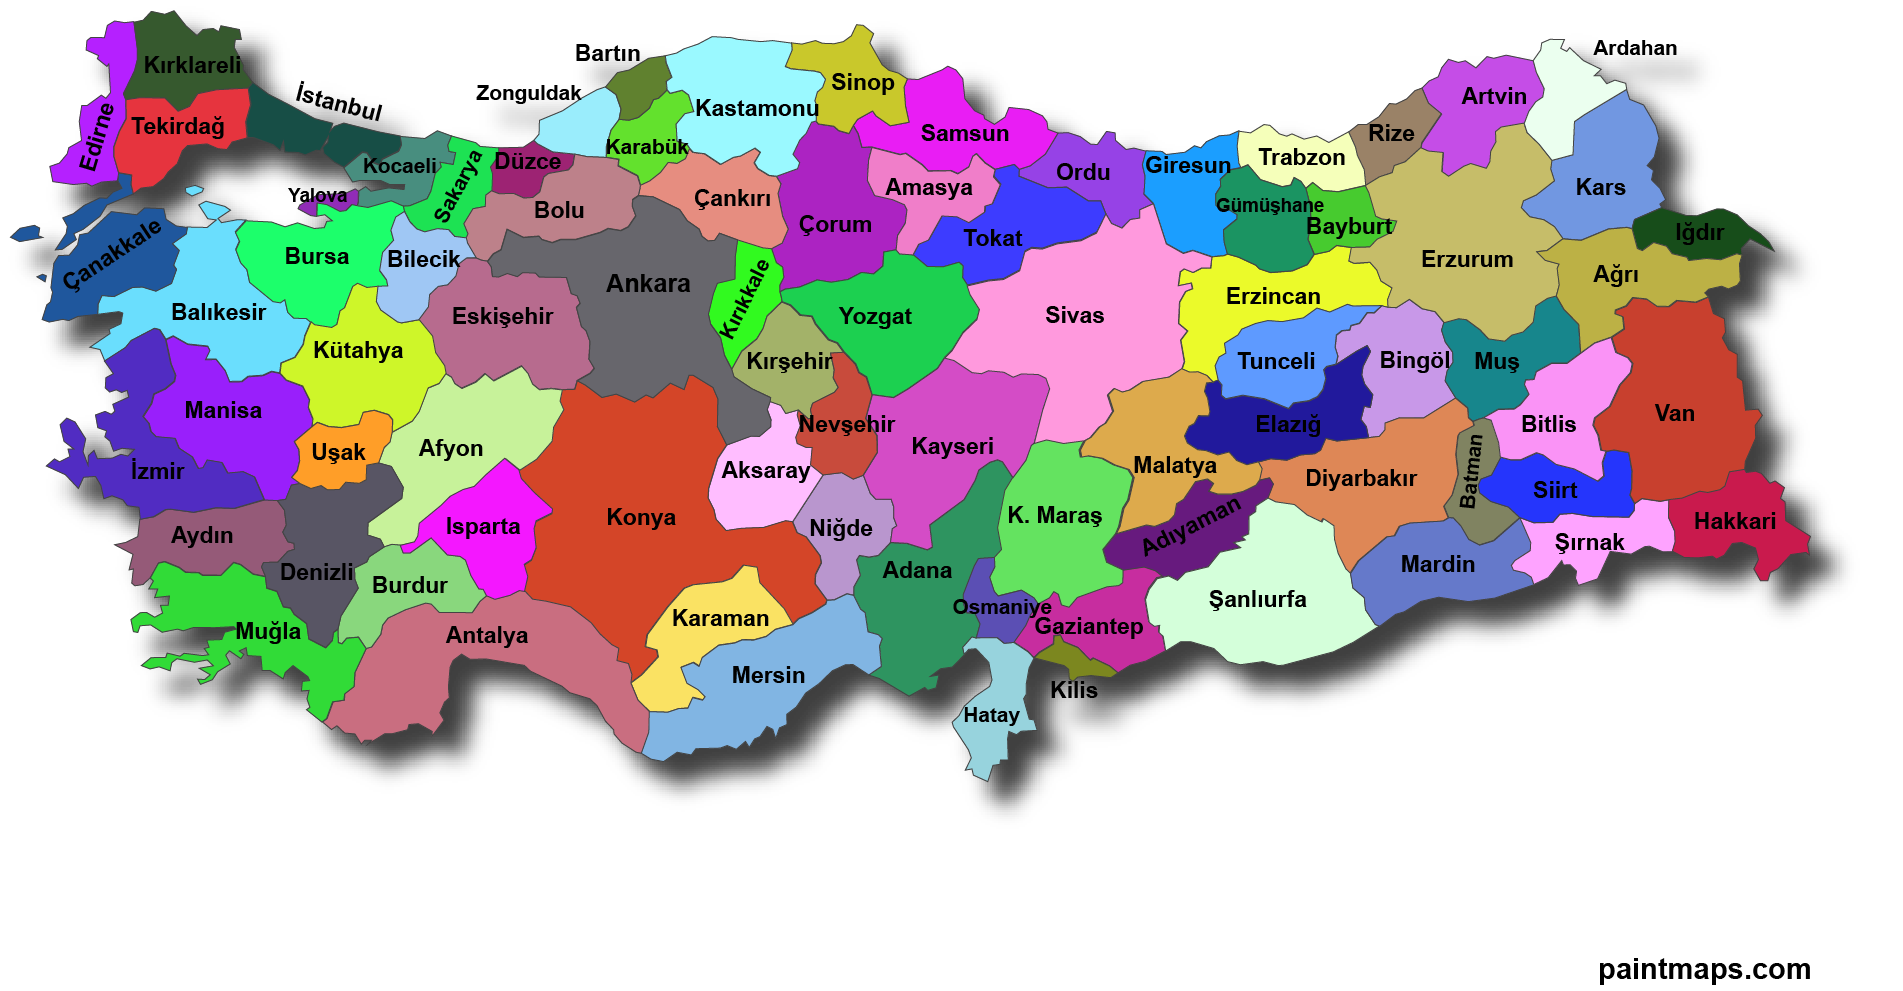 Bartın
Ardahan
Kırklareli
Zonguldak
İstanbul
Sinop
Kastamonu
Artvin
Edirne
Tekirdağ
Samsun
Rize
Karabük
Düzce
Kocaeli
Sakarya
Trabzon
Giresun
Ordu
Amasya
Kars
Yalova
Çankırı
Bolu
Gümüşhane
Çorum
Bayburt
Iğdır
Tokat
Çanakkale
Bursa
Bilecik
Erzurum
Ağrı
Ankara
Kırıkkale
Erzincan
Balıkesir
Eskişehir
Yozgat
Sivas
Kütahya
Kırşehir
Tunceli
Bingöl
Muş
Manisa
Van
Nevşehir
Elazığ
Bitlis
Uşak
Afyon
Kayseri
İzmir
Aksaray
Malatya
Diyarbakır
Batman
Siirt
Konya
K. Maraş
Hakkari
Isparta
Niğde
Adıyaman
Aydın
Şırnak
Denizli
Adana
Mardin
Burdur
Şanlıurfa
Osmaniye
Karaman
Gaziantep
Muğla
Antalya
Mersin
Kilis
Hatay
paintmaps.com